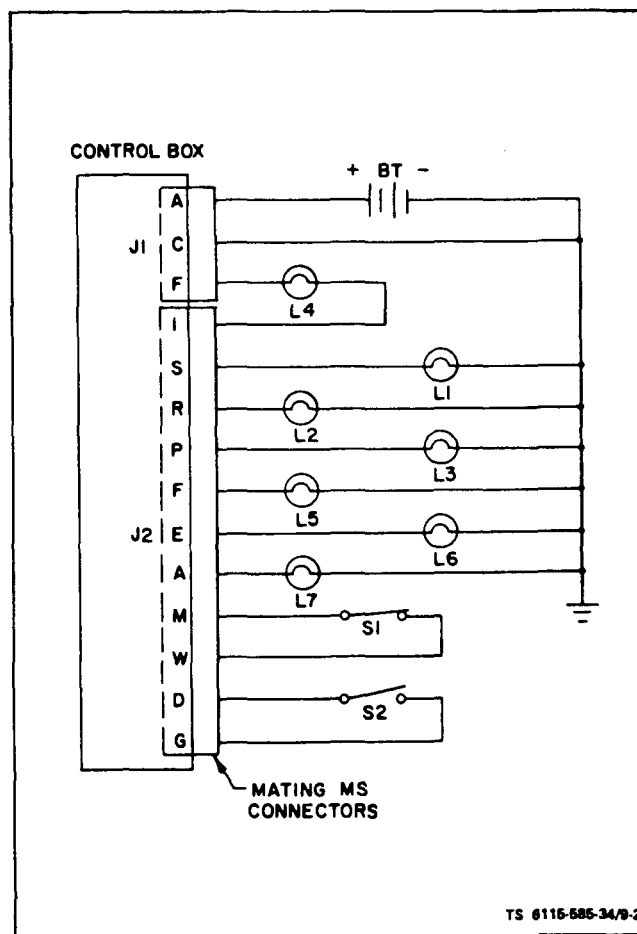 CONTROL BOX
+ BT -
A
J1 C
F
L4
I
S
L1
R
L2
P
L3
F
L5
J2 E
L6
A
L7
M
S1
W
D
S2
G
MATING MS
CONNECTORS
TS 6115-585-34/9-2